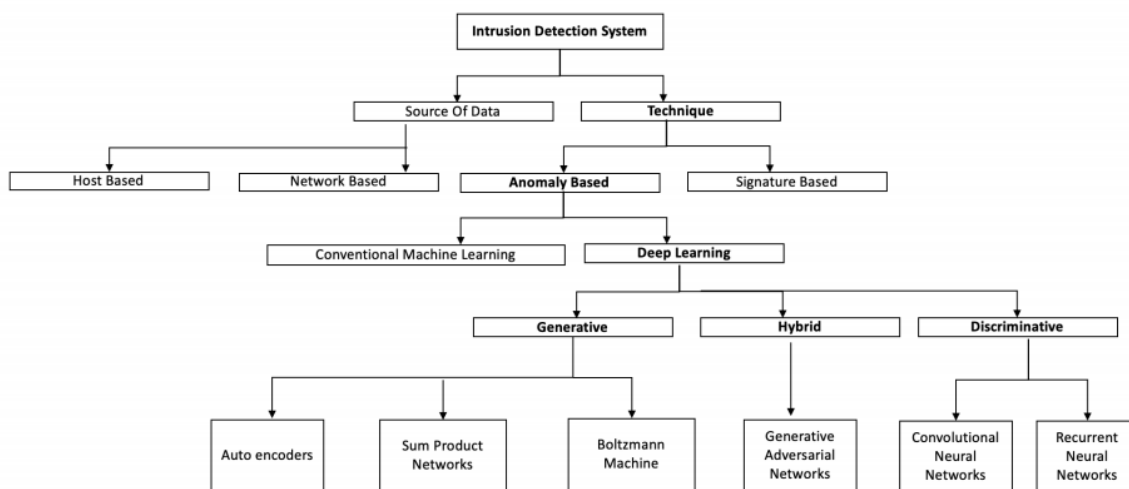 Intrusion Detection System
Source Of Data
Technique
Host Based
Network Based
Anomaly Based
Signature Based
Conventional Machine Learning
Deep Learning
Generative
Hybrid
Discriminative
Auto encoders
Sum Product
Networks
Boltzmann
Machine
Generative
Adversarial
Networks
Convolutional
Neural
Networks
Recurrent
Neural
Networks